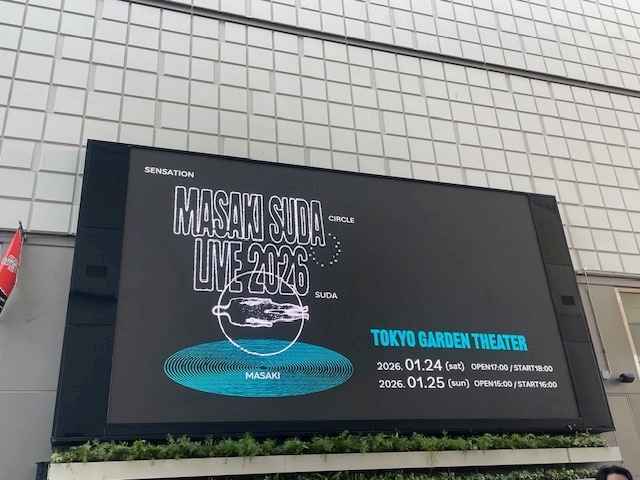 SENSATION
MASAKI SUDA
CIRCLE
LIVE 2026
SUDA
MASAKI
TOKYO GARDEN THEATER
2026. 01.24 (sat) OPEN17:00 / START18:00
2026. 01.25 (sun) OPEN15:00 / START16:00